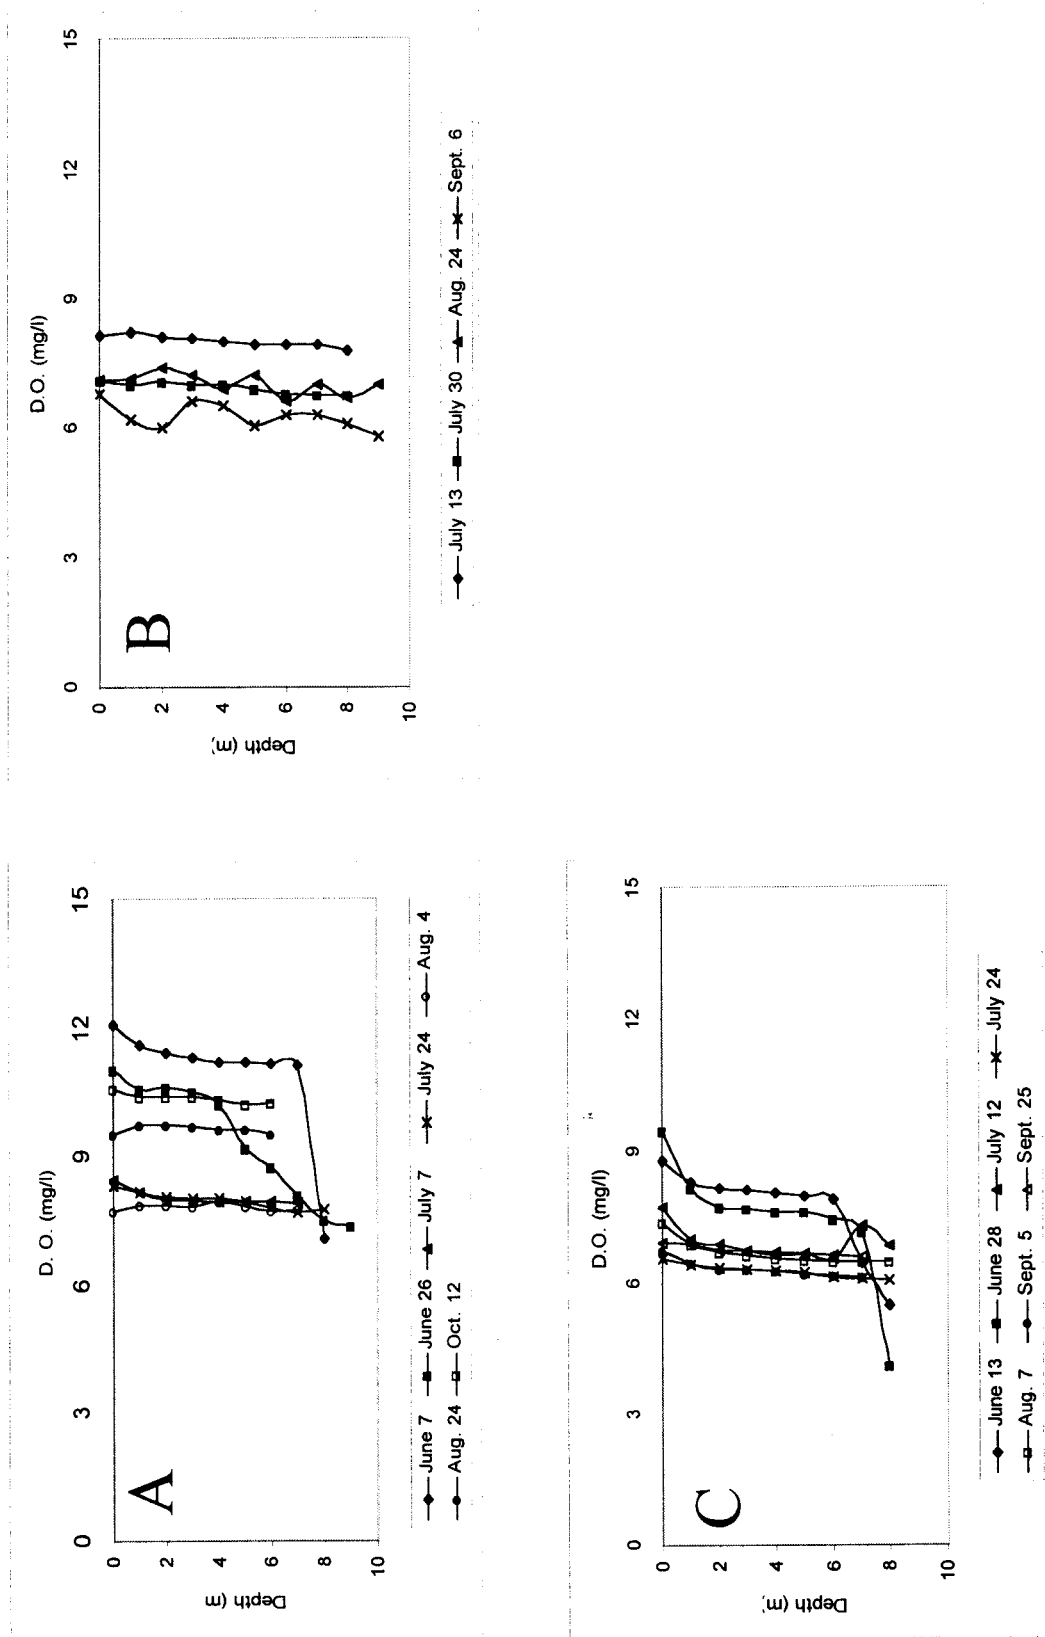 A
D. O. (mg/l)
0 3 6 9 12 15
0
2
4
6
8
10
Depth (m
June 7 June 26 July 7 July 24 Aug. 4
Aug. 24 Oct. 12
B
D.O. (mg/l)
0 3 6 9 12 15
0
2
4
6
8
10
Depth (m)
July 13 July 30 Aug. 24 Sept. 6
C
D.O. (mg/l)
0 3 6 9 12 15
0
2
4
6
8
10
Depth (m)
June 13 June 28 July 12 July 24
Aug. 7 Sept. 5 Sept. 25